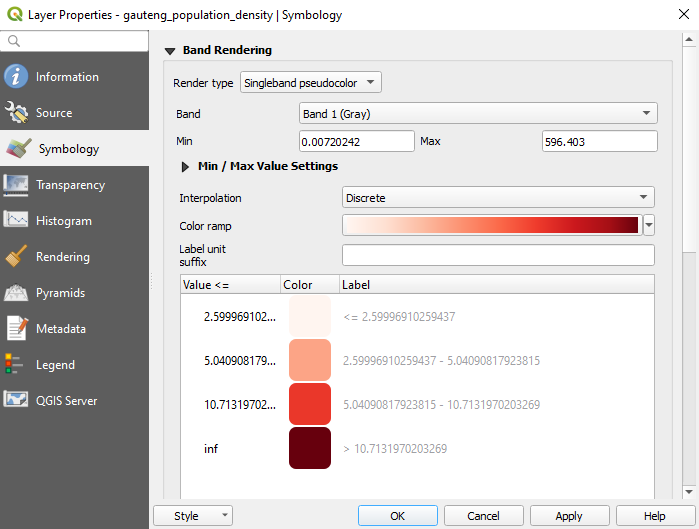 Layer Properties - gauteng_population_density | Symbology
Information
Source
Symbology
Transparency
Histogram
Rendering
Pyramids
Metadata
Legend
QGIS Server
Band Rendering
Render type Singleband pseudocolor
Band Band 1 (Gray)
Min 0.00720242 Max 596.403
Min / Max Value Settings
Interpolation Discrete
Color ramp
Label unit
suffix
Value <= Color Label
2.599969102... <= 2.59996910259437
5.040908179... 2.59996910259437 - 5.04090817923815
10.71319702... 5.04090817923815 - 10.7131970203269
inf > 10.7131970203269
Style OK Cancel Apply Help